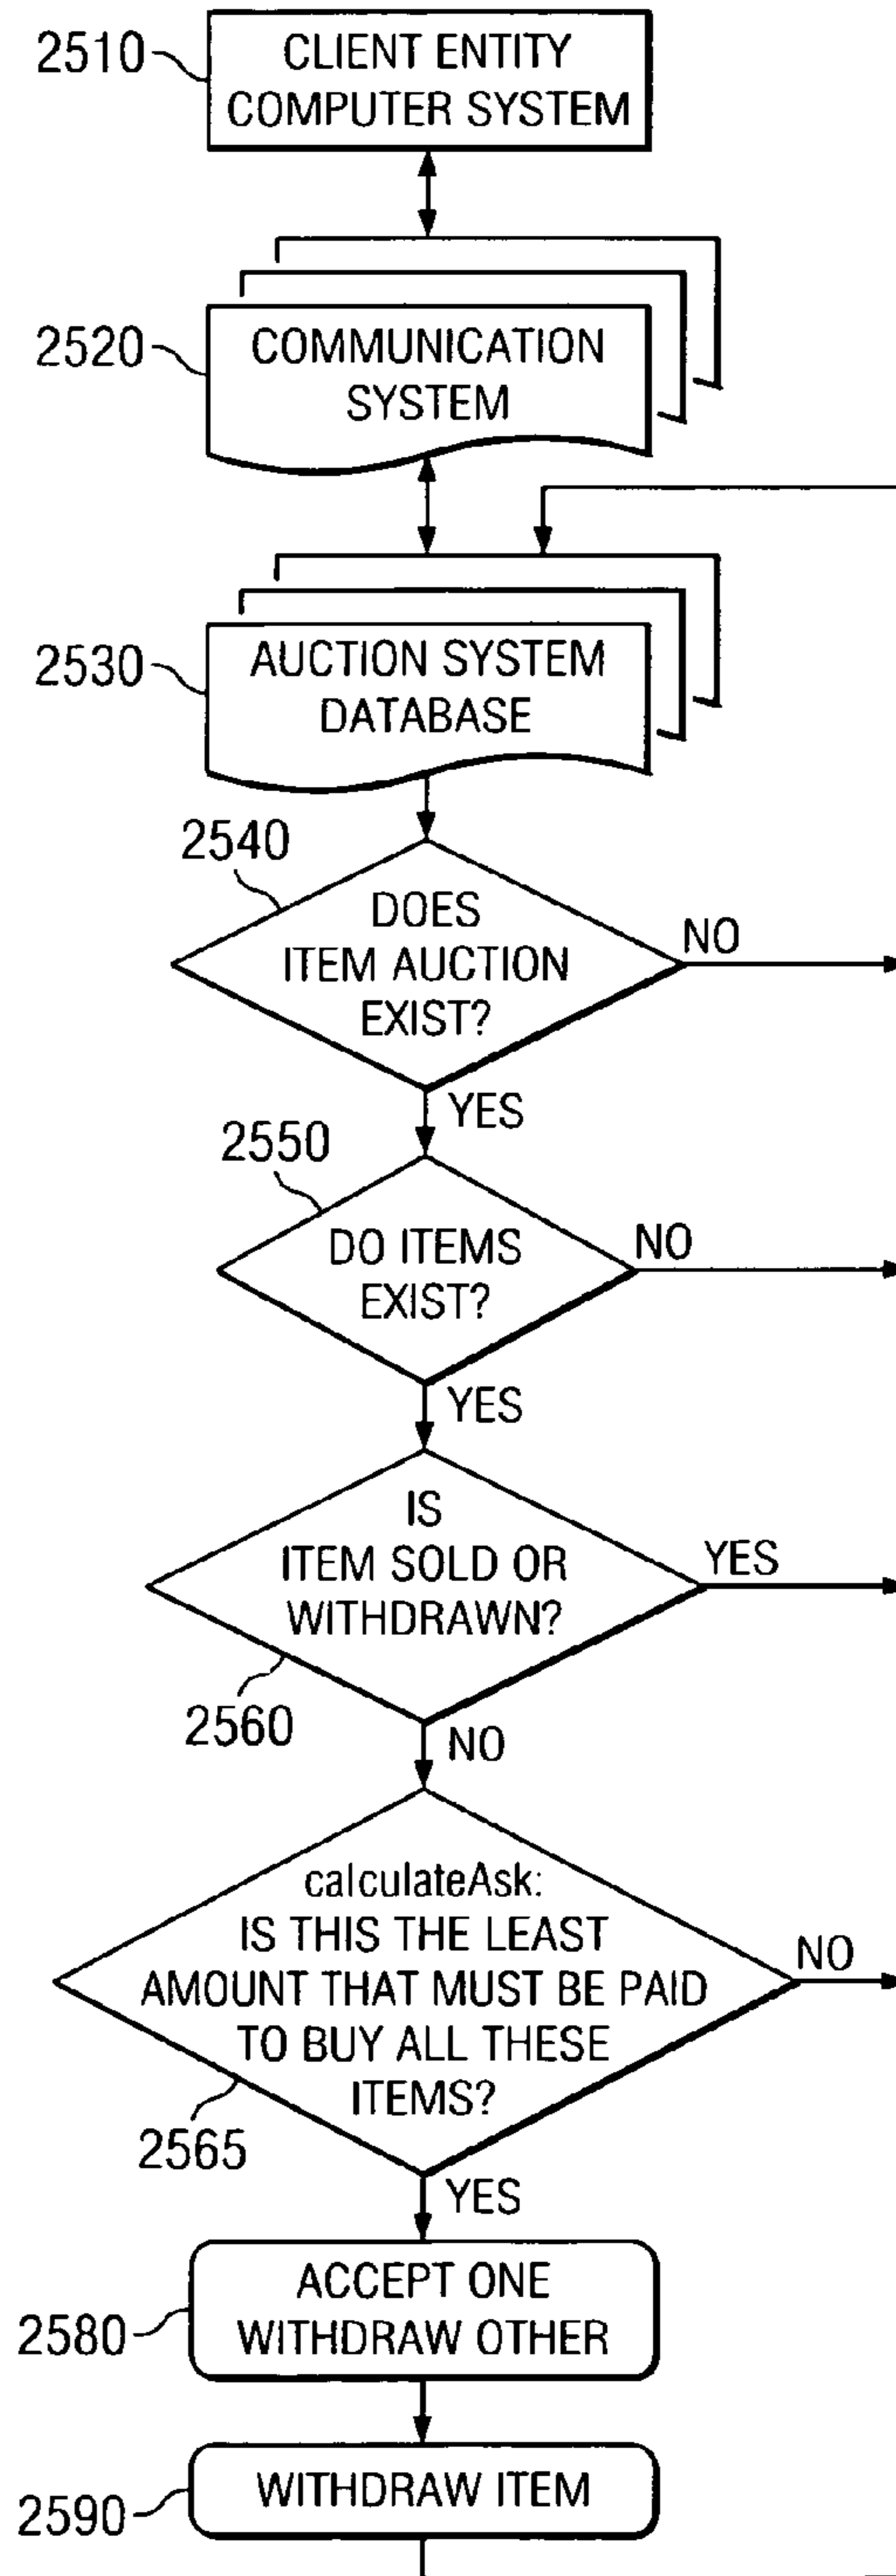 2510
CLIENT ENTITY
COMPUTER SYSTEM
2520
COMMUNICATION
SYSTEM
2530
AUCTION SYSTEM
DATABASE
2540
DOES
ITEM AUCTION
EXIST?
NO
YES
2550
DO ITEMS
EXIST?
NO
YES
IS
ITEM SOLD OR
WITHDRAWN?
YES
2560
NO
calculateAsk:
IS THIS THE LEAST
AMOUNT THAT MUST BE PAID
TO BUY ALL THESE
ITEMS?
NO
2565
YES
ACCEPT ONE
WITHDRAW OTHER
2580
WITHDRAW ITEM
2590